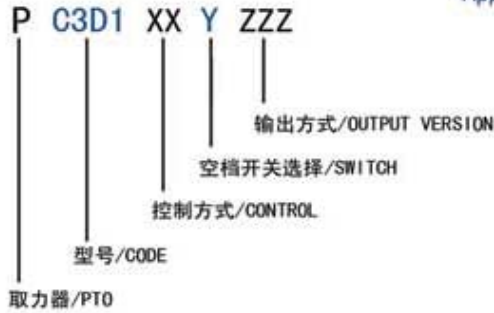 P C3D1 XX Y ZZZ
输出方式/OUTPUT VERSION
空档开关选择/SWITCH
控制方式/CONTROL
型号/CODE
取力器/PTO